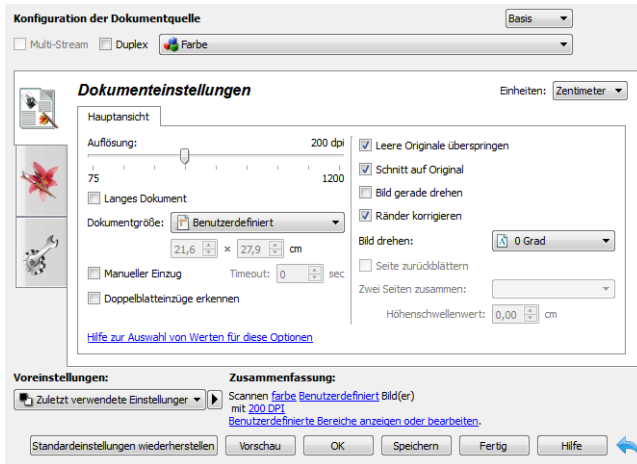 Konfiguration der Dokumentquelle
Basis
Multi-Stream Duplex Farbe
Dokumenteinstellungen
Einheiten: Zentimeter
Hauptansicht
Auflösung: 200 dpi
75 1200
Langes Dokument
Dokumentgröße: Benutzerdefiniert
21,6 × 27,9 cm
Manueller Einzug Timeout: 0 sec
Doppelblatteinzüge erkennen
Hilfe zur Auswahl von Werten für diese Optionen
Leere Originale überspringen
Schnitt auf Original
Bild gerade drehen
Ränder korrigieren
Bild drehen: 0 Grad
Seite zurückblättern
Zwei Seiten zusammen:
Höhenschwellenwert: 0,00 cm
Voreinstellungen:
Zuletzt verwendete Einstellunger
Zusammenfassung:
Scannen farbe Benutzerdefiniert Bild(er)
mit 200 DPI
Benutzerdefinierte Bereiche anzeigen oder bearbeiten.
Standardeinstellungen wiederherstellen Vorschau OK Speichern Fertig Hilfe